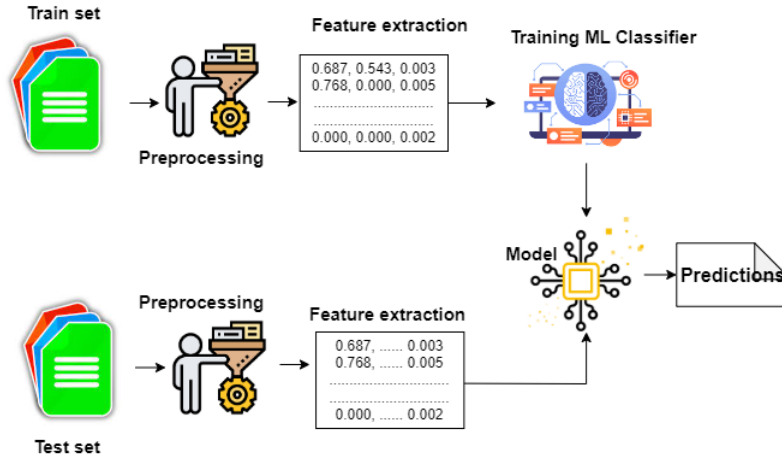 Train set
Preprocessing
Feature extraction
0.687, 0.543, 0.003
0.768, 0.000, 0.005
..................................
..................................
0.000, 0.000, 0.002
Training ML Classifier
Model
Predictions
Test set
Preprocessing
Feature extraction
0.687, ...... 0.003
0.768, ...... 0.005
..................................
..................................
0.000, ...... 0.002